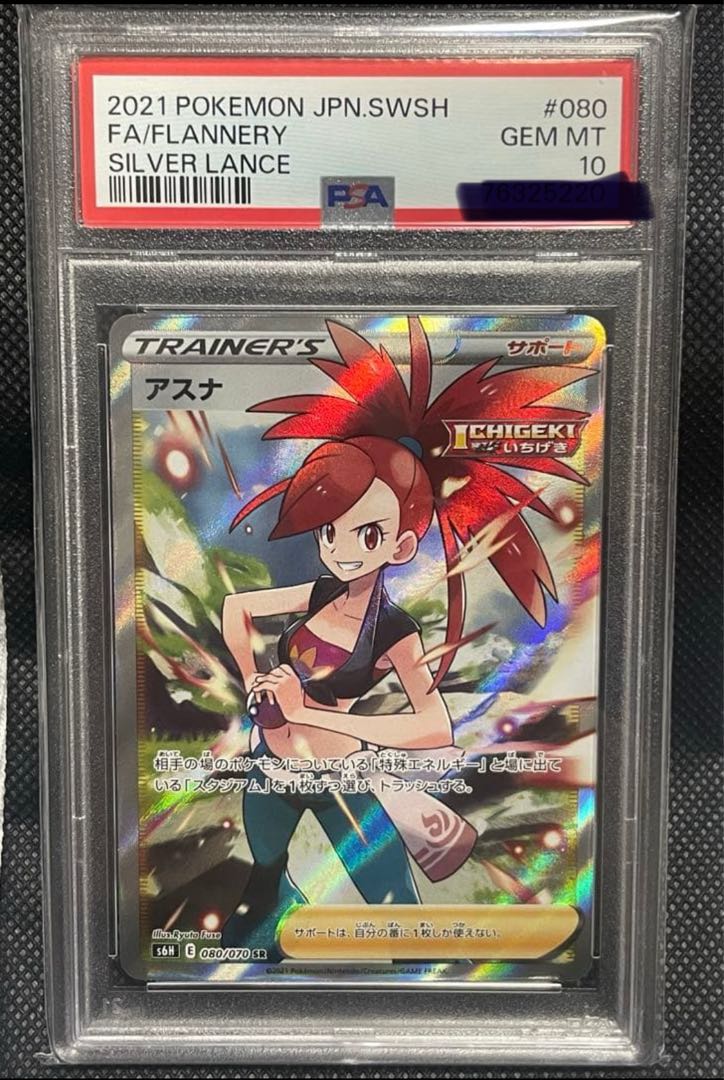 2021 POKEMON JPN.SWSH #080
FA/FLANNERY GEM MT
SILVER LANCE 10
PSA
76325220
TRAINER'S サポート
アスナ
ICHIGEKI
いちげき
相手の場のポケモンについている「特殊エネルギー」と場に出て
いる「スタジアム」を1枚ずつ選び、トラッシュする。
Illus.Ryuta Fuse
サポートは、自分の番に1枚しか使えない。
s6H E 080/070 SR
©2021 Pokémon/Nintendo/Creatures/GAME FREAK.